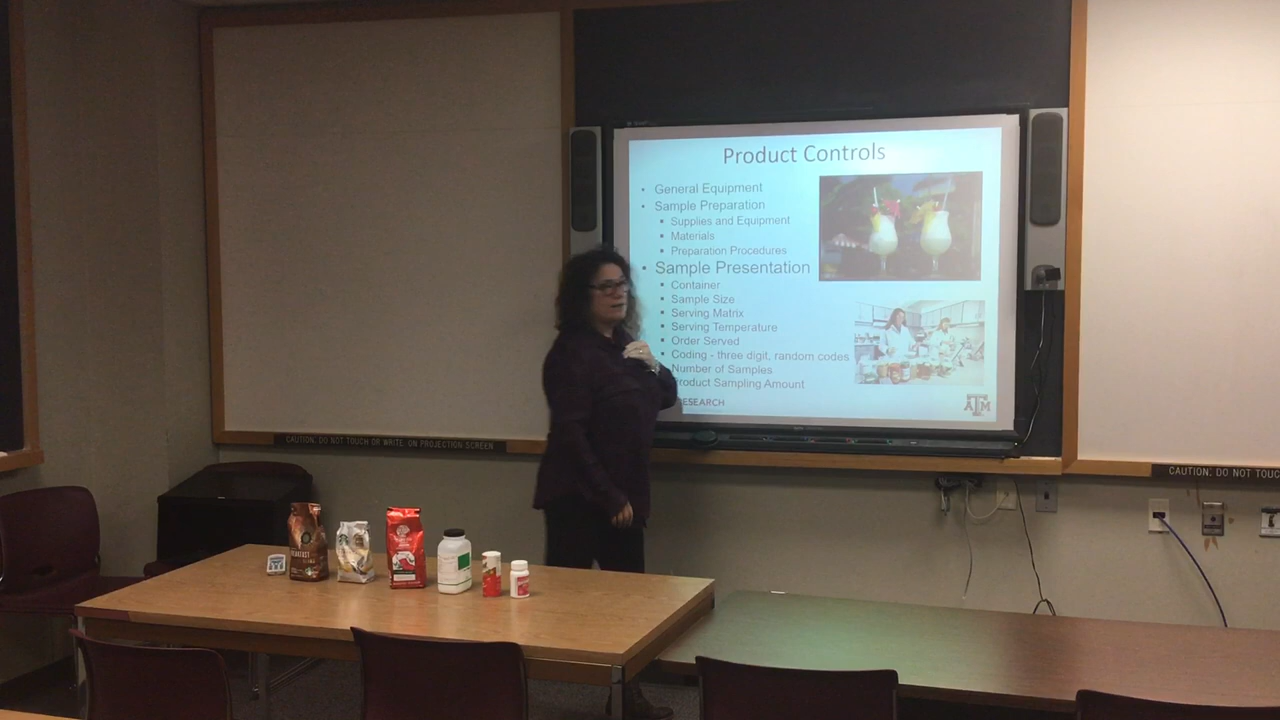 Product Controls
• General Equipment
• Sample Preparation
▪ Supplies and Equipment
▪ Materials
▪ Preparation Procedures
• Sample Presentation
▪ Container
▪ Sample Size
▪ Serving Matrix
▪ Serving Temperature
▪ Order Served
▪ Coding - three digit, random codes
Number of Samples
Product Sampling Amount
RESEARCH
ATM
CAUTION: DO NOT TOUCH OR WRITE ON PROJECTION SCREEN
CAUTION: DO NOT TOUC